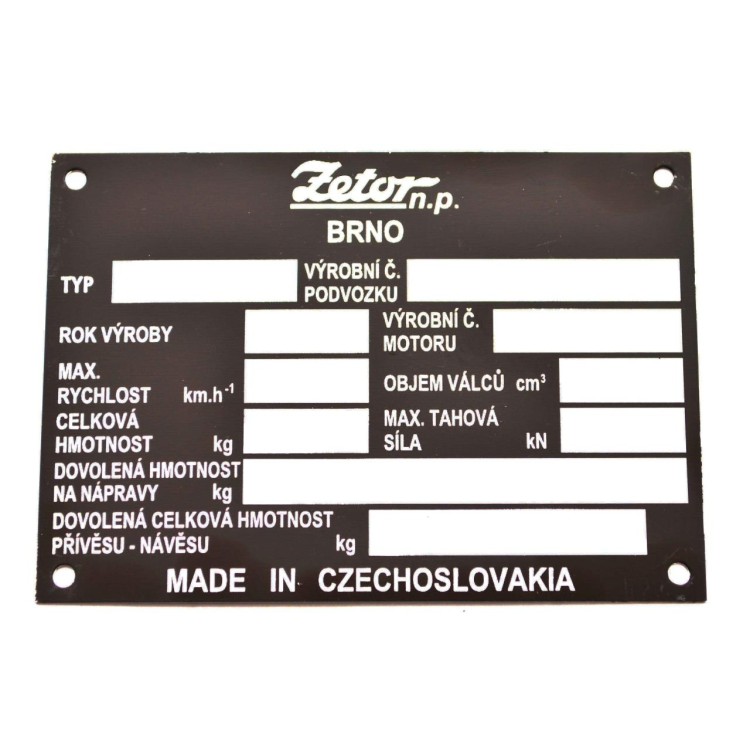 Zetor n.p.
BRNO
TYP
VÝROBNÍ Č.
PODVOZKU
ROK VÝROBY
VÝROBNÍ Č.
MOTORU
MAX.
RYCHLOST km.h⁻¹
OBJEM VÁLCŮ cm³
CELKOVÁ
HMOTNOST kg
MAX. TAHOVÁ
SÍLA kN
DOVOLENÁ HMOTNOST
NA NÁPRAVY kg
DOVOLENÁ CELKOVÁ HMOTNOST
PŘÍVĚSU - NÁVĚSU kg
MADE IN CZECHOSLOVAKIA